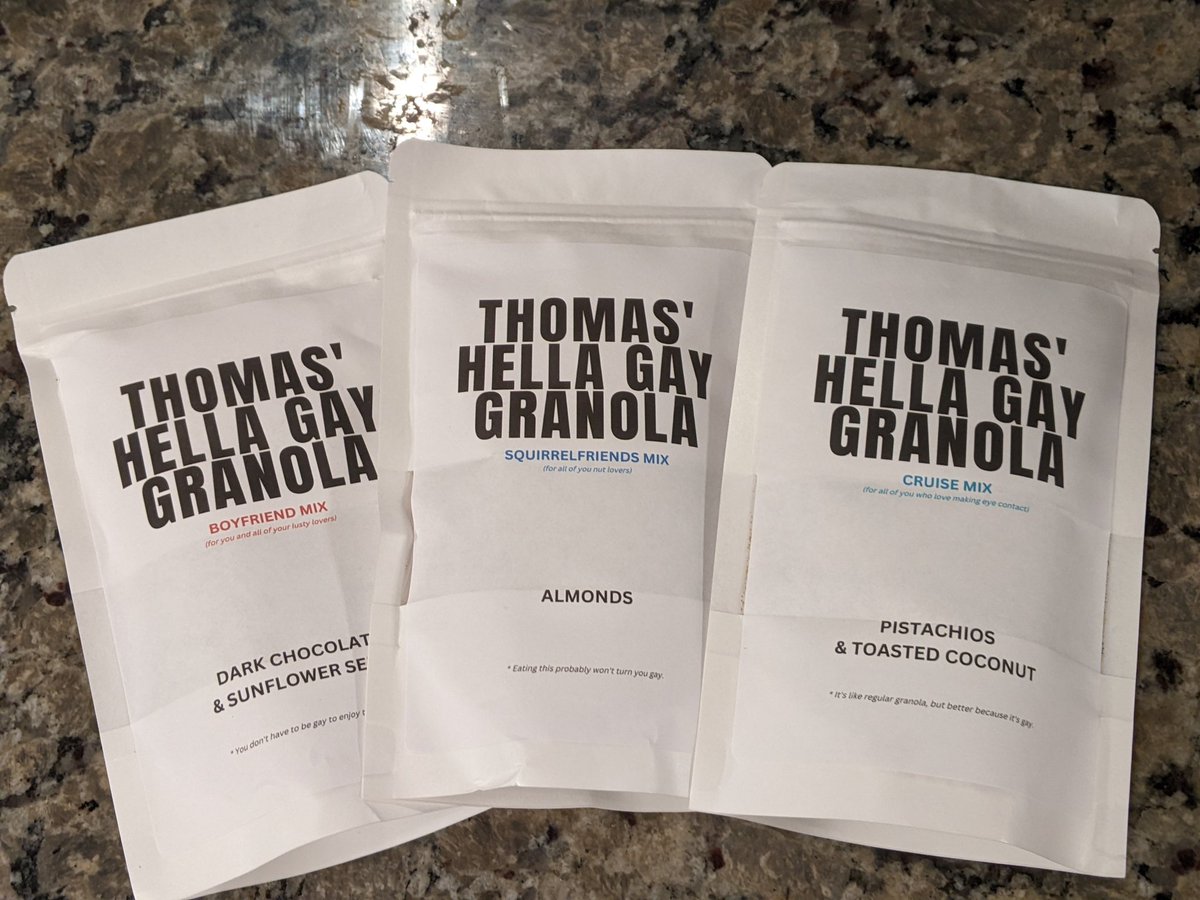 THOMAS'
HELLA GAY
GRANOLA
BOYFRIEND MIX
(for you and all of your lusty lovers)
DARK CHOCOLAT
& SUNFLOWER SE
* You don't have to be gay to enjoy
THOMAS'
HELLA GAY
GRANOLA
SQUIRRELFRIENDS MIX
(for all of you nut lovers)
ALMONDS
* Eating this probably won't turn you gay.
THOMAS'
HELLA GAY
GRANOLA
CRUISE MIX
(for all of you who love making eye contact)
PISTACHIOS
& TOASTED COCONUT
* It's like regular granola, but better because it's gay.